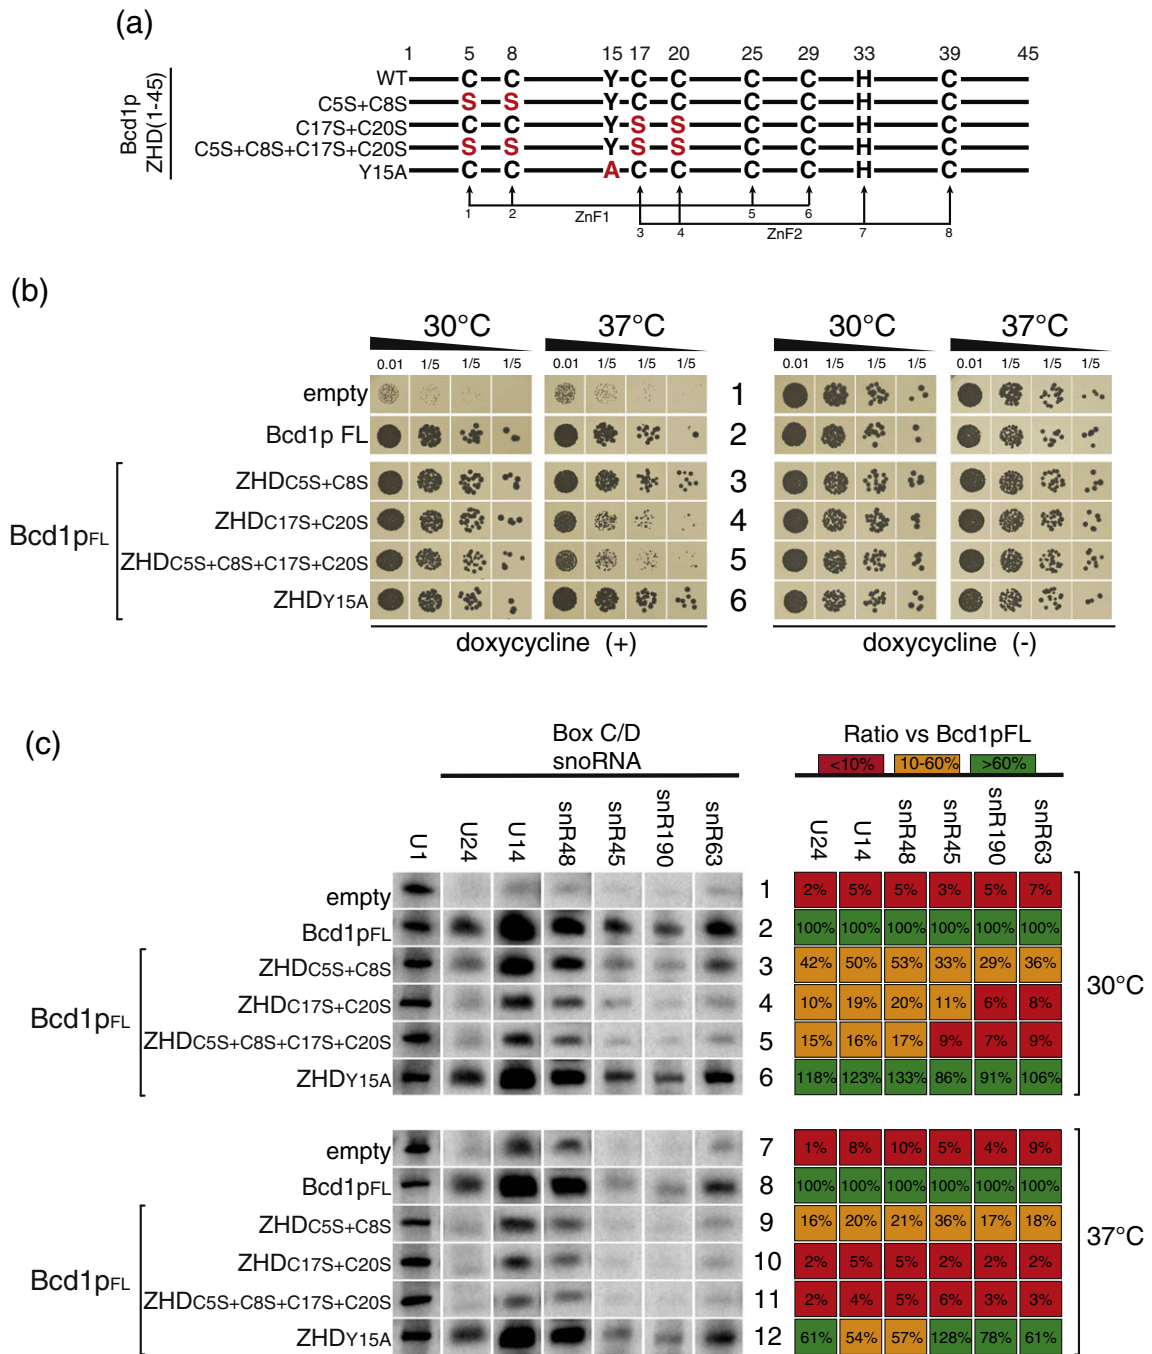 (a)
1 5 8 15 17 20 25 29 33 39 45
Bcd1p
ZHD(1-45)
WT C C Y C C C C H C
C5S+C8S S S Y C C C C H C
C17S+C20S C C Y S S C C H C
C5S+C8S+C17S+C20S S S Y S S C C H C
Y15A C C A C C C C H C
1 2 ZnF1 5 6
3 4 ZnF2 7 8
(b)
30°C 37°C 30°C 37°C
0.01 1/5 1/5 1/5 0.01 1/5 1/5 1/5 0.01 1/5 1/5 1/5 0.01 1/5 1/5 1/5
empty 1
Bcd1p FL 2
Bcd1pFL
ZHDC5S+C8S 3
ZHDC17S+C20S 4
ZHDC5S+C8S+C17S+C20S 5
ZHDY15A 6
doxycycline (+) doxycycline (-)
(c)
Box C/D
snoRNA
Ratio vs Bcd1pFL
<10% 10-60% >60%
U1 U24 U14 snR48 snR45 snR190 snR63 U24 U14 snR48 snR45 snR190 snR63
empty 1 2% 5% 5% 3% 5% 7%
Bcd1pFL 2 100% 100% 100% 100% 100% 100%
Bcd1pFL
ZHDC5S+C8S 3 42% 50% 53% 33% 29% 36%
ZHDC17S+C20S 4 10% 19% 20% 11% 6% 8%
ZHDC5S+C8S+C17S+C20S 5 15% 16% 17% 9% 7% 9%
ZHDY15A 6 118% 123% 133% 86% 91% 106%
30°C
empty 7 1% 8% 10% 5% 4% 9%
Bcd1pFL 8 100% 100% 100% 100% 100% 100%
Bcd1pFL
ZHDC5S+C8S 9 16% 20% 21% 36% 17% 18%
ZHDC17S+C20S 10 2% 5% 5% 2% 2% 2%
ZHDC5S+C8S+C17S+C20S 11 2% 4% 5% 6% 3% 3%
ZHDY15A 12 61% 54% 57% 128% 78% 61%
37°C